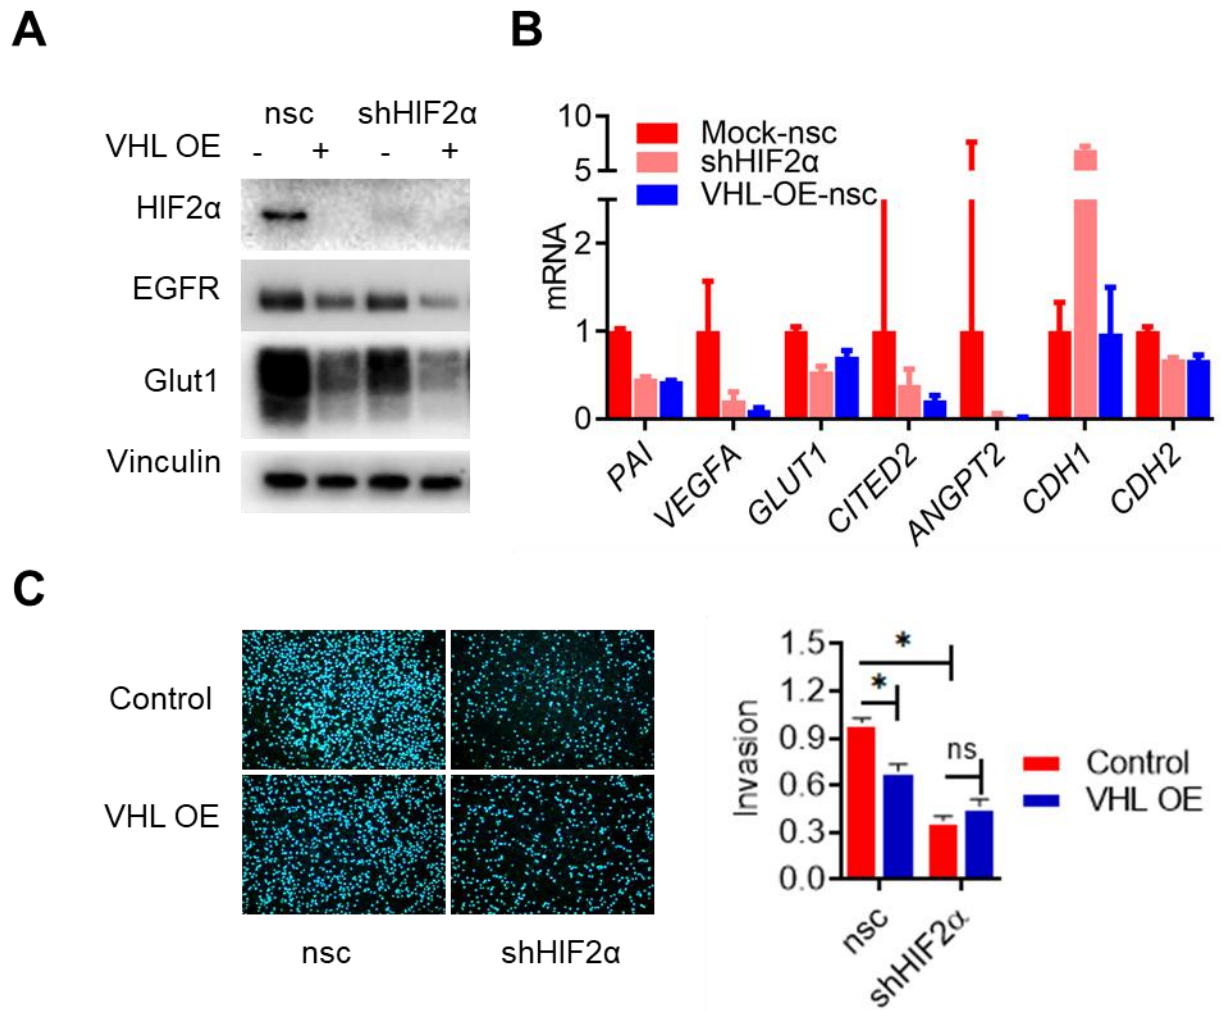 A
nsc shHIF2α
VHL OE - + - +
HIF2α
EGFR
Glut1
Vinculin
B
10
5
2
1
0
mRNA
Mock-nsc
shHIF2α
VHL-OE-nsc
PAI VEGFA GLUT1 CITED2 ANGPT2 CDH1 CDH2
C
Control
VHL OE
nsc shHIF2α
1.5
1.2
0.9
0.6
0.3
0.0
Invasion
*
*
ns
Control
VHL OE
nsc shHIF2α